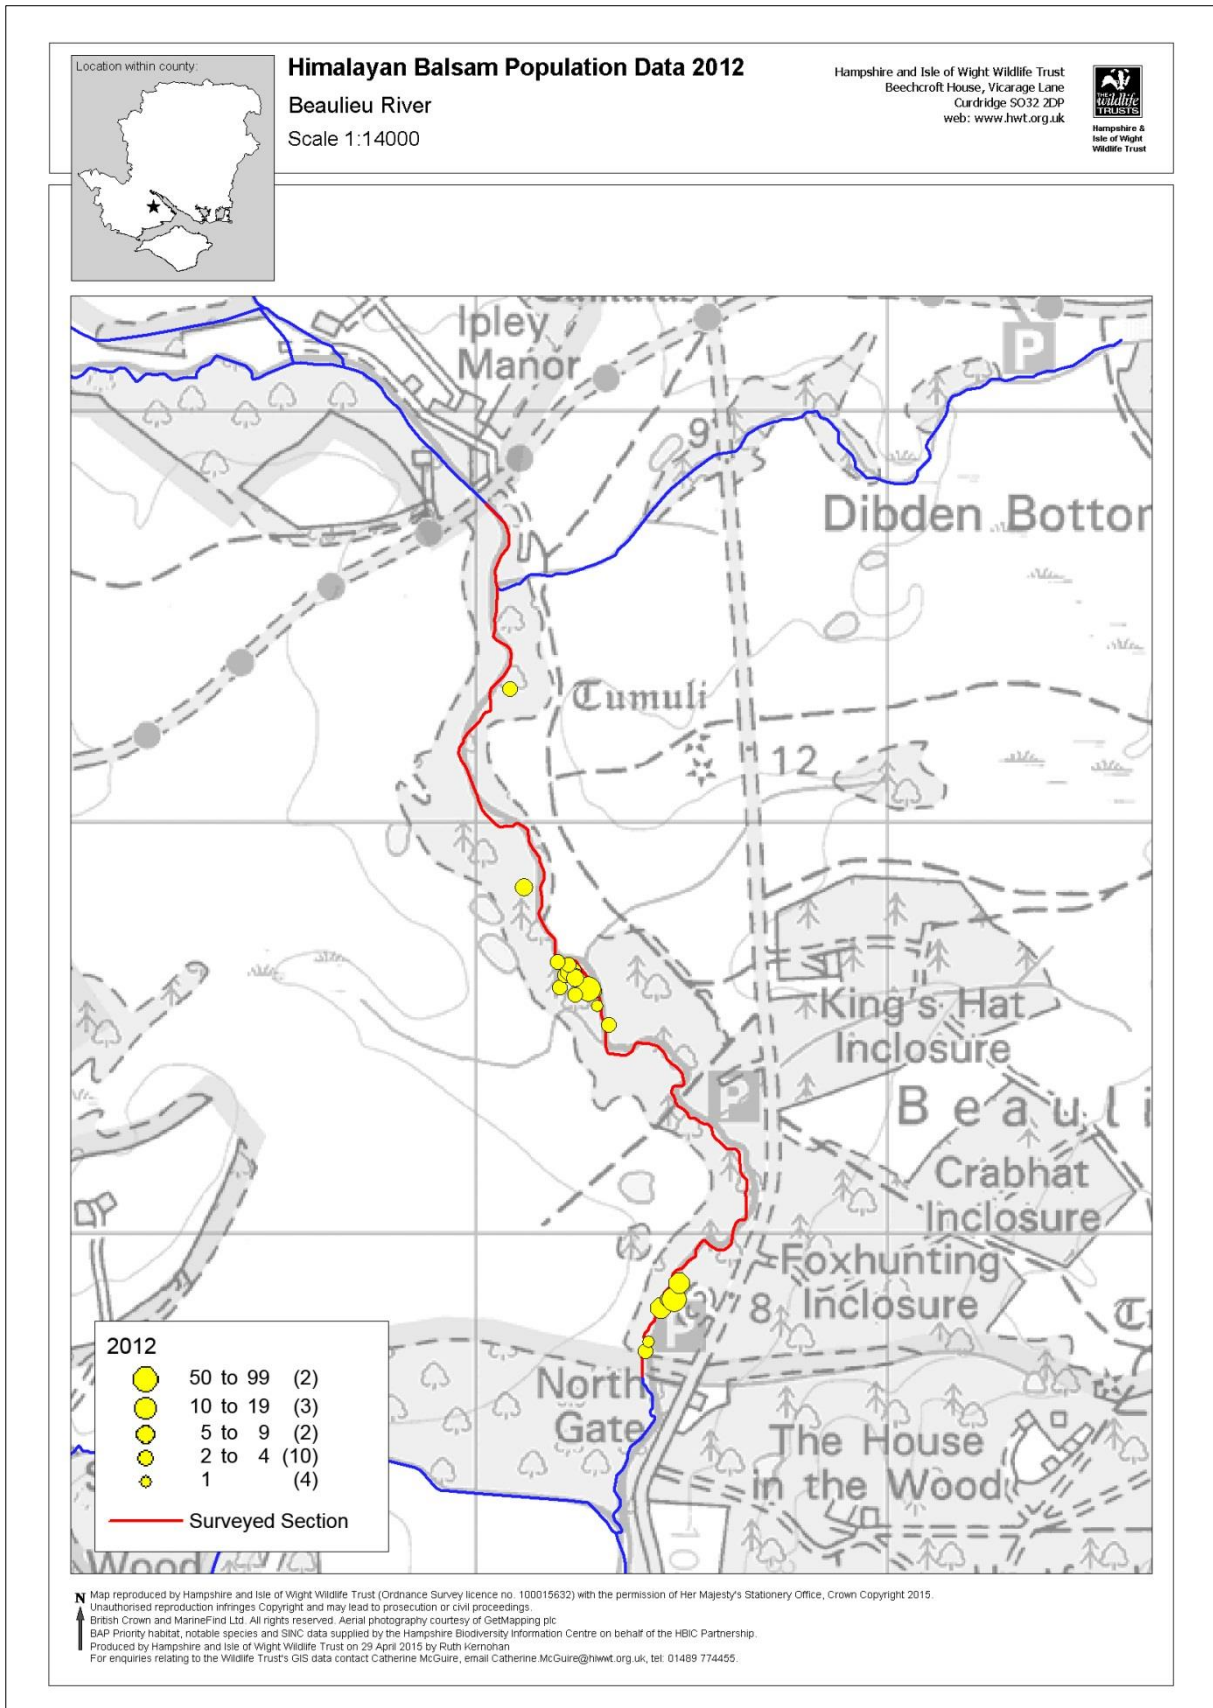 Location within county:
Himalayan Balsam Population Data 2012
Beaulieu River
Scale 1:14000
Hampshire and Isle of Wight Wildlife Trust
Beechcroft House, Vicarage Lane
Curdridge SO32 2DP
web: www.hwt.org.uk
THE
wildlife
TRUSTS
Hampshire &
Isle of Wight
Wildlife Trust
Ipley
Manor
P
9
Dibden Bottor
Tumuli
12
King's Hat
Inclosure
P
Beauli
Crabhat
Inclosure
Foxhunting
Inclosure
8
P
North
Gate
The House
in the Wood
Wood
10
2012
50 to 99 (2)
10 to 19 (3)
5 to 9 (2)
2 to 4 (10)
1 (4)
Surveyed Section
N
Map reproduced by Hampshire and Isle of Wight Wildlife Trust (Ordnance Survey licence no. 100015632) with the permission of Her Majesty's Stationery Office, Crown Copyright 2015.
Unauthorised reproduction infringes Copyright and may lead to prosecution or civil proceedings.
British Crown and MarineFind Ltd. All rights reserved. Aerial photography courtesy of GetMapping plc
BAP Priority habitat, notable species and SINC data supplied by the Hampshire Biodiversity Information Centre on behalf of the HBIC Partnership.
Produced by Hampshire and Isle of Wight Wildlife Trust on 29 April 2015 by Ruth Kernohan
For enquiries relating to the Wildlife Trust's GIS data contact Catherine McGuire, email Catherine.McGuire@hiwwt.org.uk, tel: 01489 774455.